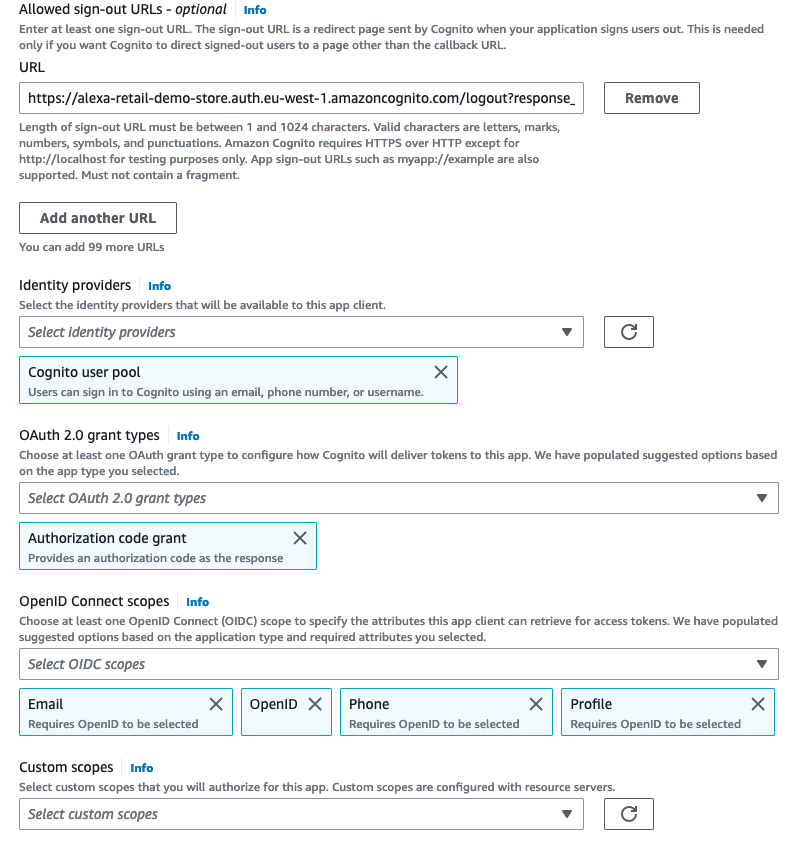 Allowed sign-out URLs - optional Info
Enter at least one sign-out URL. The sign-out URL is a redirect page sent by Cognito when your application signs users out. This is needed
only if you want Cognito to direct signed-out users to a page other than the callback URL.
URL
https://alexa-retail-demo-store.auth.eu-west-1.amazoncognito.com/logout?response_
Remove
Length of sign-out URL must be between 1 and 1024 characters. Valid characters are letters, marks,
numbers, symbols, and punctuations. Amazon Cognito requires HTTPS over HTTP except for
http://localhost for testing purposes only. App sign-out URLs such as myapp://example are also
supported. Must not contain a fragment.
Add another URL
You can add 99 more URLs
Identity providers Info
Select the identity providers that will be available to this app client.
Select identity providers
Cognito user pool
Users can sign in to Cognito using an email, phone number, or username.
OAuth 2.0 grant types Info
Choose at least one OAuth grant type to configure how Cognito will deliver tokens to this app. We have populated suggested options based
on the app type you selected.
Select OAuth 2.0 grant types
Authorization code grant
Provides an authorization code as the response
OpenID Connect scopes Info
Choose at least one OpenID Connect (OIDC) scope to specify the attributes this app client can retrieve for access tokens. We have populated
suggested options based on the application type and required attributes you selected.
Select OIDC scopes
Email
Requires OpenID to be selected
OpenID
Phone
Requires OpenID to be selected
Profile
Requires OpenID to be selected
Custom scopes Info
Select custom scopes that you will authorize for this app. Custom scopes are configured with resource servers.
Select custom scopes